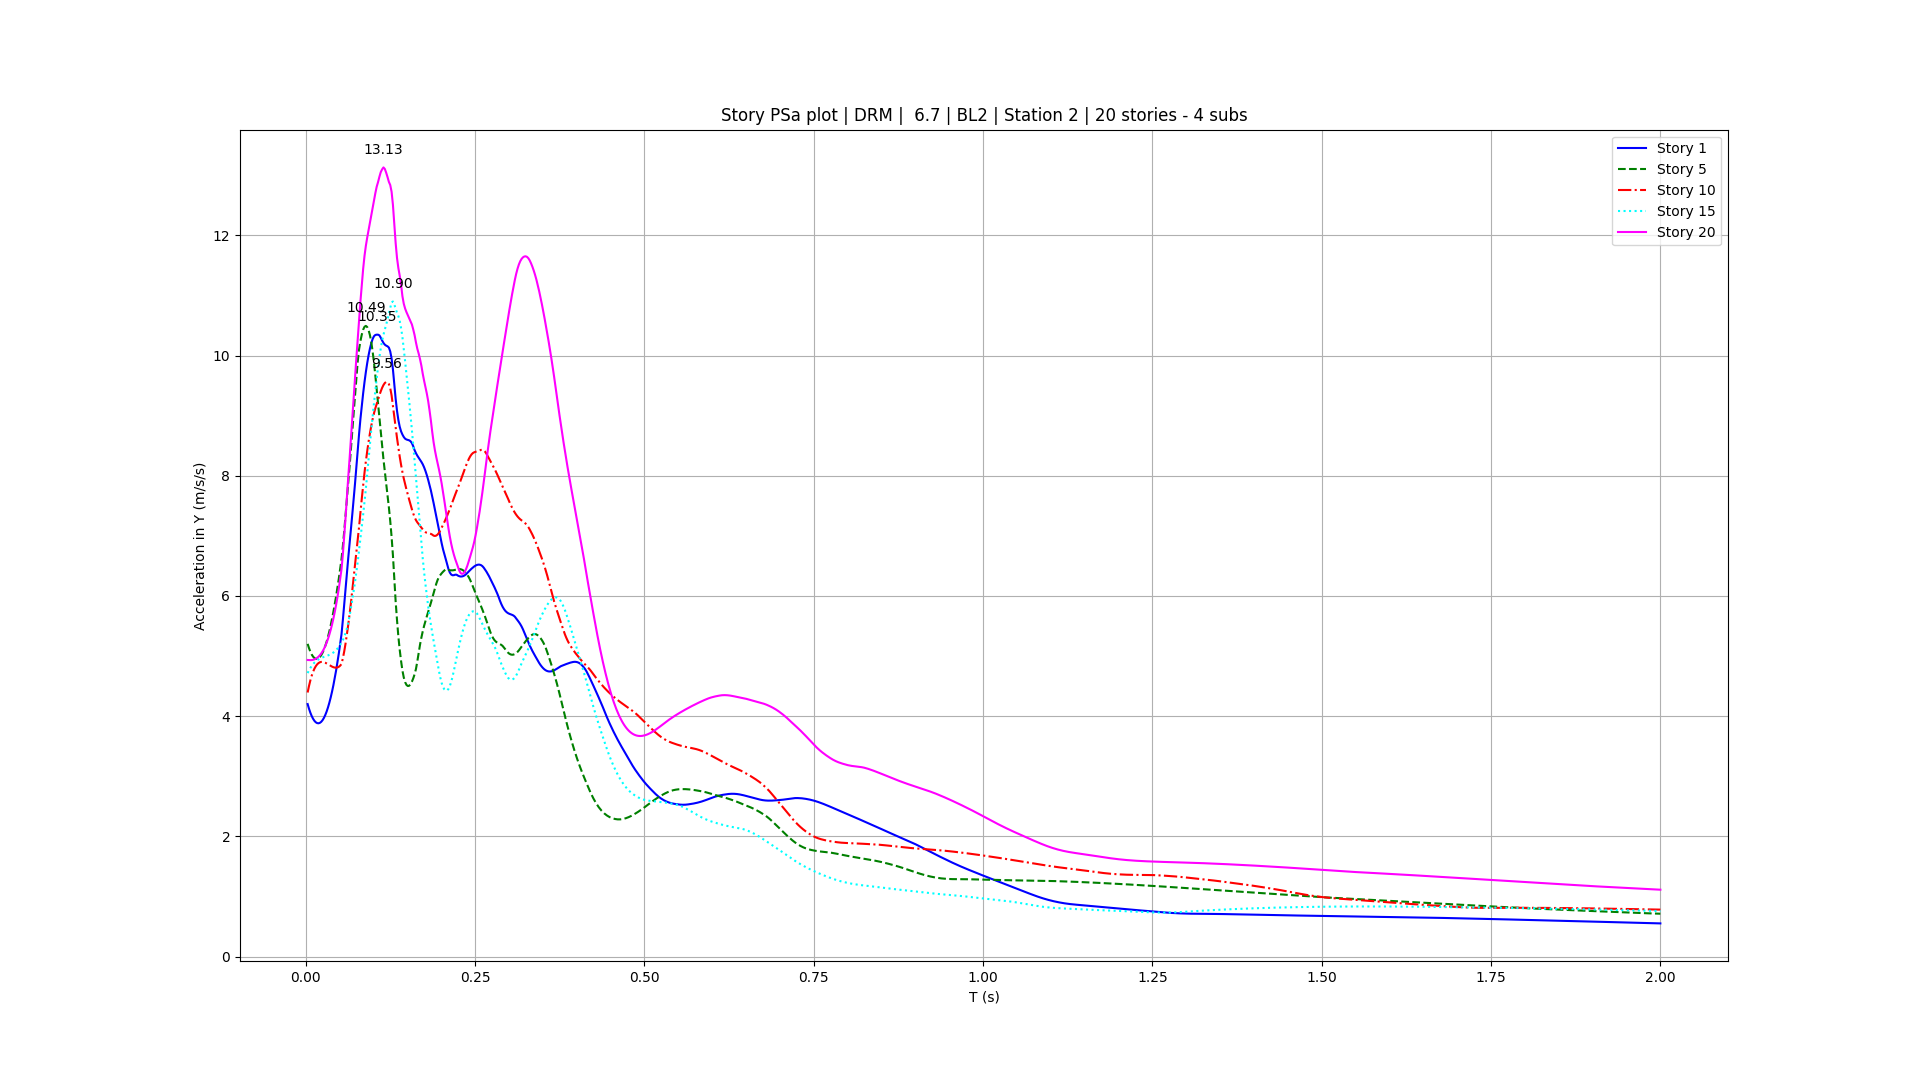 Story PSa plot | DRM |  6.7 | BL2 | Station 2 | 20 stories - 4 subs
13.13
Story 1
Story 5
Story 10
Story 15
Story 20
12
10.90
10.49
10.35
10
9.56
8
Acceleration in Y (m/s/s)
6
4
2
0
0.00 0.25 0.50 0.75 1.00 1.25 1.50 1.75 2.00
T (s)